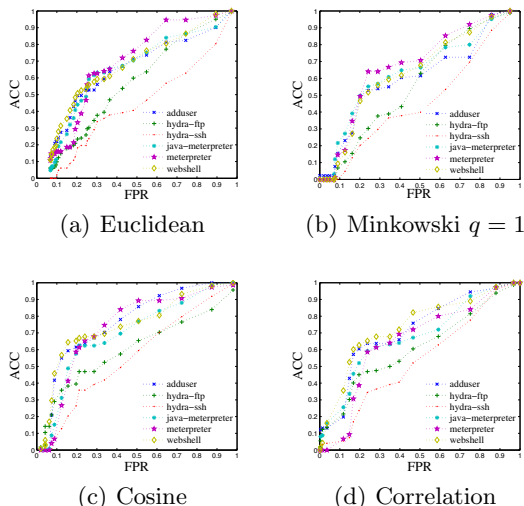 1
0.9
0.8
0.7
0.6
0.5
0.4
0.3
0.2
0.1
0
ACC
adduser
hydra−ftp
hydra−ssh
java−meterpreter
meterpreter
webshell
0 0.1 0.2 0.3 0.4 0.5 0.6 0.7 0.8 0.9 1
FPR
(a) Euclidean
1
0.9
0.8
0.7
0.6
0.5
0.4
0.3
0.2
0.1
0
ACC
adduser
hydra−ftp
hydra−ssh
java−meterpreter
meterpreter
webshell
0 0.1 0.2 0.3 0.4 0.5 0.6 0.7 0.8 0.9 1
FPR
(b) Minkowski q = 1
1
0.9
0.8
0.7
0.6
0.5
0.4
0.3
0.2
0.1
0
ACC
adduser
hydra−ftp
hydra−ssh
java−meterpreter
meterpreter
webshell
0 0.1 0.2 0.3 0.4 0.5 0.6 0.7 0.8 0.9 1
FPR
(c) Cosine
1
0.9
0.8
0.7
0.6
0.5
0.4
0.3
0.2
0.1
0
ACC
adduser
hydra−ftp
hydra−ssh
java−meterpreter
meterpreter
webshell
0 0.1 0.2 0.3 0.4 0.5 0.6 0.7 0.8 0.9 1
FPR
(d) Correlation